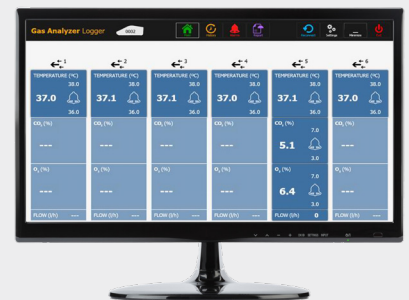 Gas Analyzer Logger 0002
Settings
1 2 3 4 5 6
TEMPERATURE (°C) TEMPERATURE (°C) TEMPERATURE (°C) TEMPERATURE (°C) TEMPERATURE (°C) TEMPERATURE (°C)
38.0 38.0 38.0 38.0 38.0 38.0
37.0 37.1 37.1 37.0 37.1 37.0
36.0 36.0 36.0 36.0 36.0 36.0
CO₂ (%) CO₂ (%) CO₂ (%) CO₂ (%) CO₂ (%) CO₂ (%)
7.0
--- --- --- --- 5.1 ---
3.0
O₂ (%) O₂ (%) O₂ (%) O₂ (%) O₂ (%) O₂ (%)
7.0
--- --- --- --- 6.4 ---
3.0
FLOW (l/h) --- FLOW (l/h) --- FLOW (l/h) --- FLOW (l/h) --- FLOW (l/h) 0 FLOW (l/h) ---